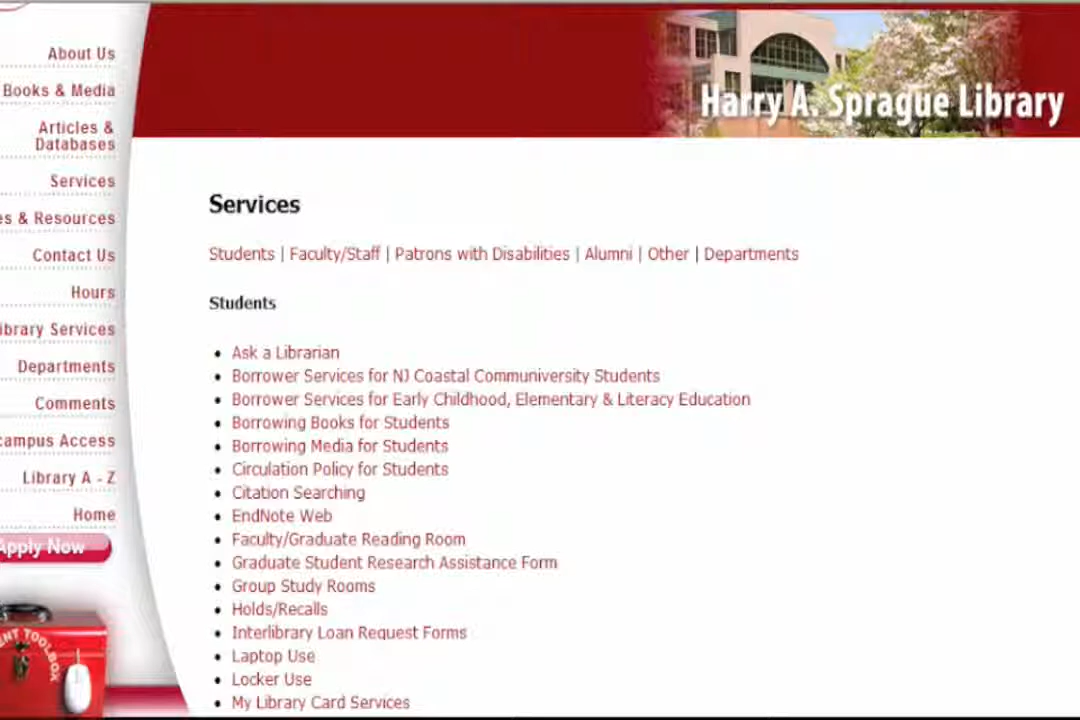 Harry A. Sprague Library
About Us
Books & Media
Articles &
Databases
Services
& Resources
Contact Us
Hours
Services
Departments
Comments
Access
Library A - Z
Home
Apply Now
TOOLBOX
Services
Students | Faculty/Staff | Patrons with Disabilities | Alumni | Other | Departments
Students
Ask a Librarian
Borrower Services for NJ Coastal Communiversity Students
Borrower Services for Early Childhood, Elementary & Literacy Education
Borrowing Books for Students
Borrowing Media for Students
Circulation Policy for Students
Citation Searching
EndNote Web
Faculty/Graduate Reading Room
Graduate Student Research Assistance Form
Group Study Rooms
Holds/Recalls
Interlibrary Loan Request Forms
Laptop Use
Locker Use
My Library Card Services